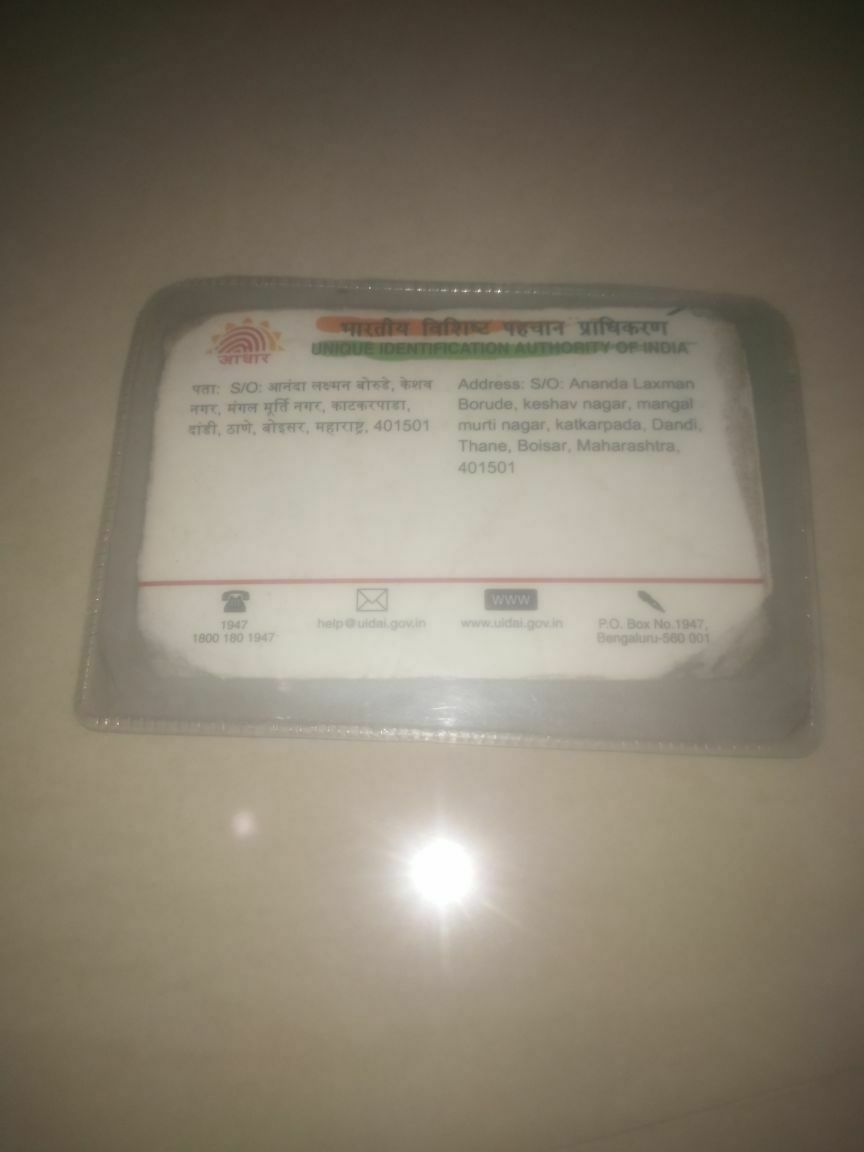 भारतीय विशिष्ट पहचान प्राधिकरण
UNIQUE IDENTIFICATION AUTHORITY OF INDIA
आधार
पता: S/O: आनंदा लक्ष्मन बोरुडे, केशव
नगर, मंगल मूर्ति नगर, काटकरपाडा,
दांडी, ठाणे, बोइसर, महाराष्ट्र, 401501
Address: S/O: Ananda Laxman
Borude, keshav nagar, mangal
murti nagar, katkarpada, Dandi,
Thane, Boisar, Maharashtra,
401501
1947
1800 180 1947
help@uidai.gov.in
WWW
www.uidai.gov.in
P.O. Box No.1947,
Bengaluru-560 001